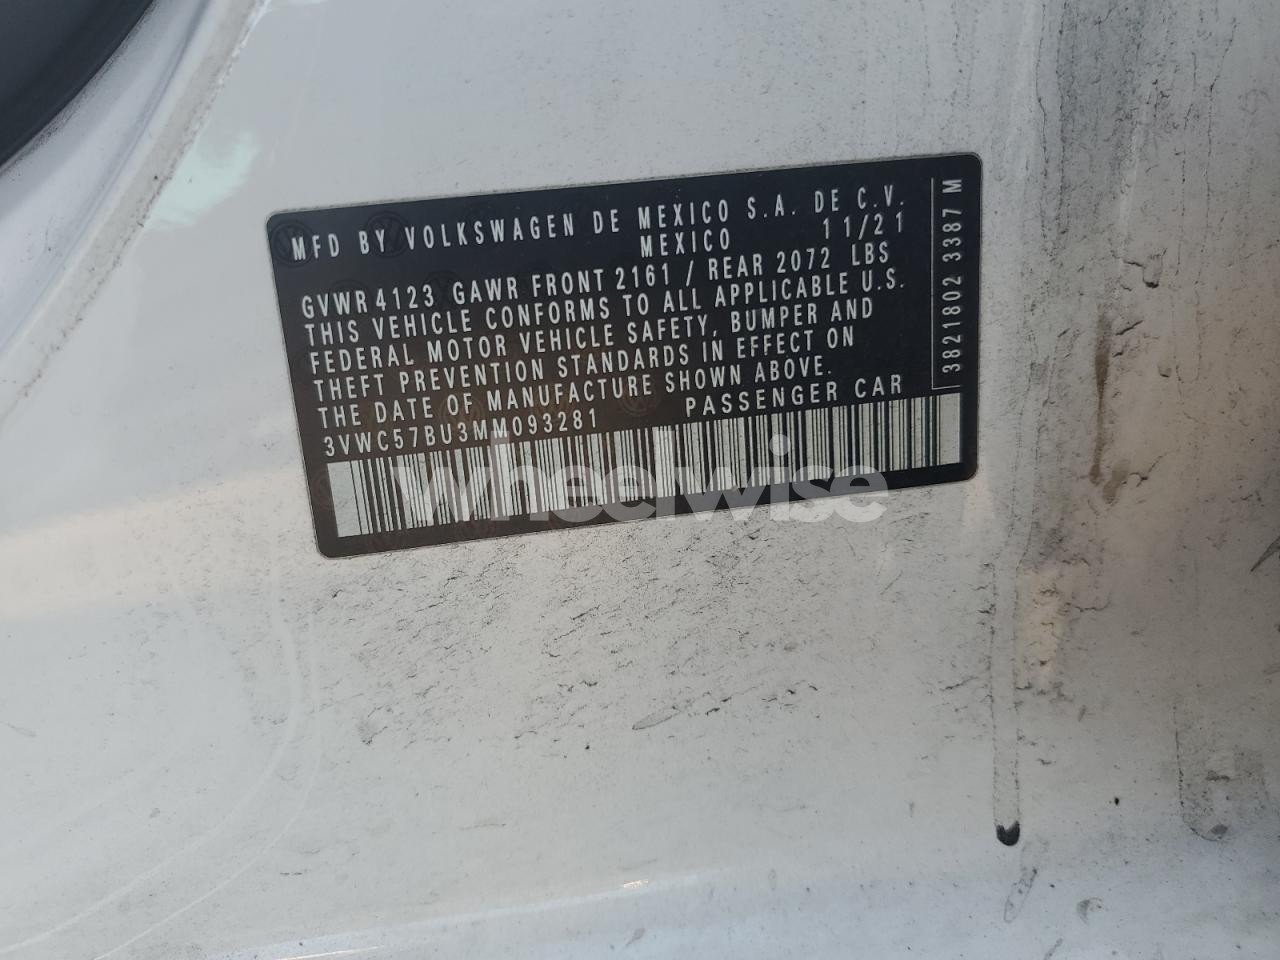 MFD BY VOLKSWAGEN DE MEXICO S.A. DE C.V.
MEXICO 11/21
GVWR 4123 GAWR FRONT 2161 / REAR 2072 LBS
THIS VEHICLE CONFORMS TO ALL APPLICABLE U.S.
FEDERAL MOTOR VEHICLE SAFETY, BUMPER AND
THEFT PREVENTION STANDARDS IN EFFECT ON
THE DATE OF MANUFACTURE SHOWN ABOVE.
3VWC57BU3MM093281 PASSENGER CAR
3821802 3387 M
wheelwise